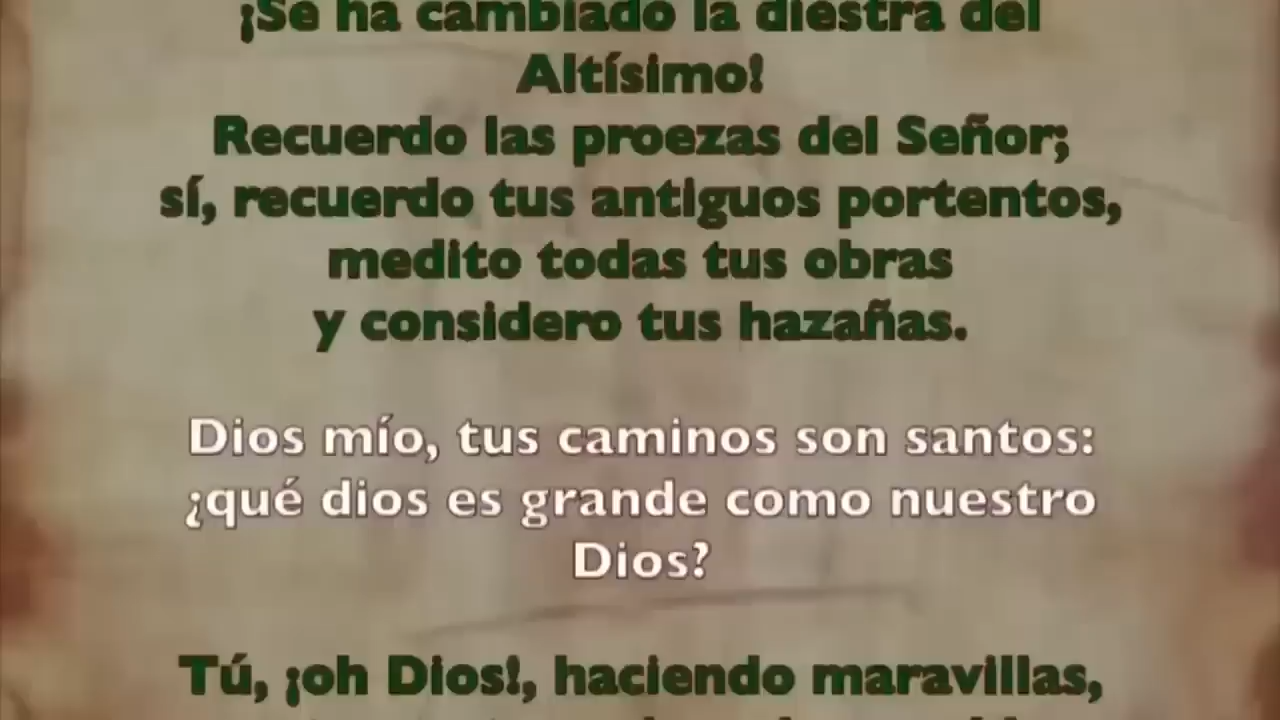 ¡Se ha cambiado la diestra del
Altísimo!
Recuerdo las proezas del Señor;
sí, recuerdo tus antiguos portentos,
medito todas tus obras
y considero tus hazañas.
Dios mío, tus caminos son santos:
¿qué dios es grande como nuestro
Dios?
Tú, ¡oh Dios!, haciendo maravillas,